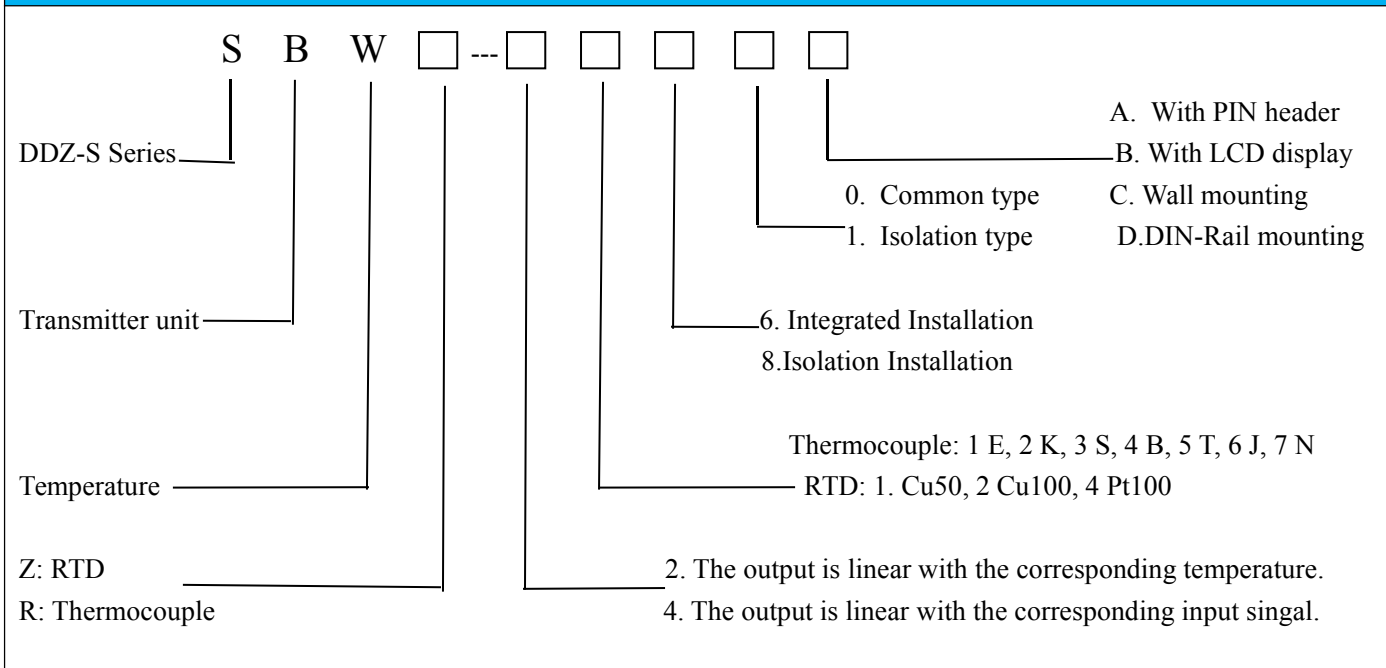 S B W □ --- □ □ □ □ □
A. With PIN header
DDZ-S Series
B. With LCD display
0. Common type
C. Wall mounting
1. Isolation type
D.DIN-Rail mounting
Transmitter unit
6. Integrated Installation
8.Isolation Installation
Thermocouple: 1 E, 2 K, 3 S, 4 B, 5 T, 6 J, 7 N
Temperature
RTD: 1. Cu50, 2 Cu100, 4 Pt100
Z: RTD
2. The output is linear with the corresponding temperature.
R: Thermocouple
4. The output is linear with the corresponding input singal.